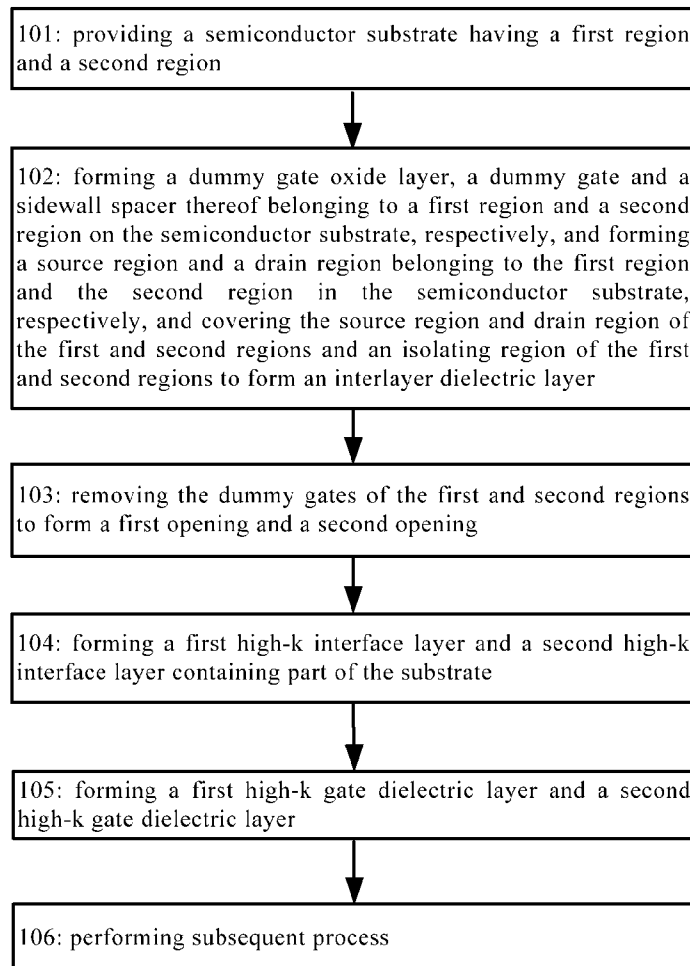 101: providing a semiconductor substrate having a first region
and a second region
102: forming a dummy gate oxide layer, a dummy gate and a
sidewall spacer thereof belonging to a first region and a second
region on the semiconductor substrate, respectively, and forming
a source region and a drain region belonging to the first region
and the second region in the semiconductor substrate,
respectively, and covering the source region and drain region of
the first and second regions and an isolating region of the first
and second regions to form an interlayer dielectric layer
103: removing the dummy gates of the first and second regions
to form a first opening and a second opening
104: forming a first high-k interface layer and a second high-k
interface layer containing part of the substrate
105: forming a first high-k gate dielectric layer and a second
high-k gate dielectric layer
106: performing subsequent process